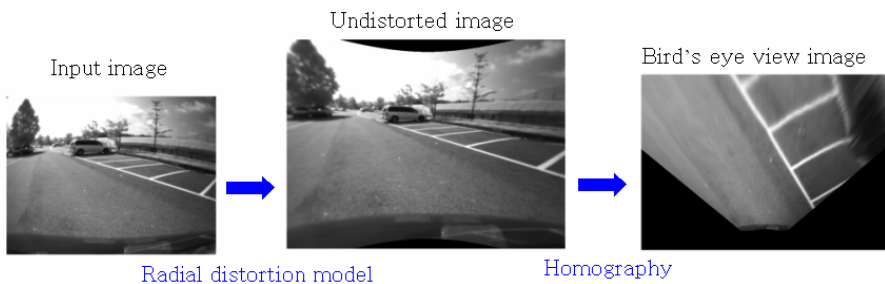 Undistorted image
Input image
Bird's eye view image
Radial distortion model
Homography